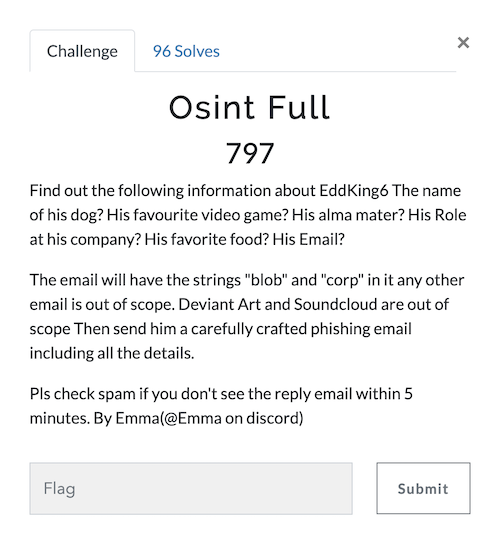 Challenge
96 Solves
×
Osint Full
797
Find out the following information about EddKing6 The name
of his dog? His favourite video game? His alma mater? His Role
at his company? His favorite food? His Email?
The email will have the strings "blob" and "corp" in it any other
email is out of scope. Deviant Art and Soundcloud are out of
scope Then send him a carefully crafted phishing email
including all the details.
Pls check spam if you don't see the reply email within 5
minutes. By Emma(@Emma on discord)
Flag
Submit